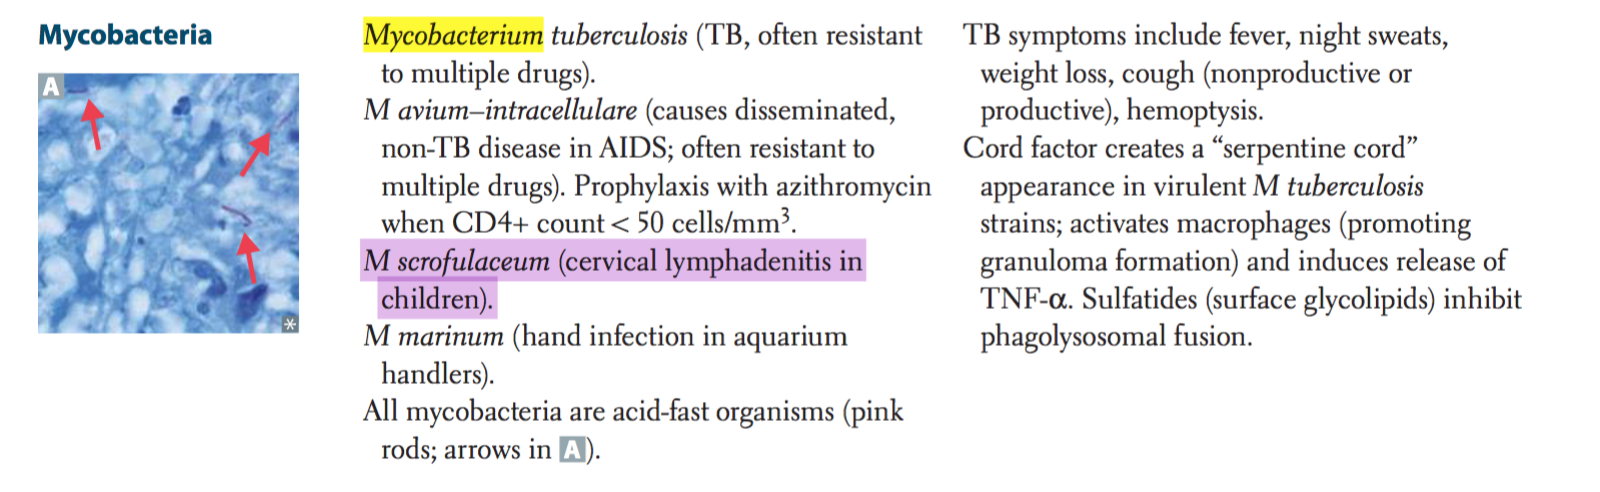 Mycobacteria
A
Mycobacterium tuberculosis (TB, often resistant
to multiple drugs).
M avium–intracellulare (causes disseminated,
non-TB disease in AIDS; often resistant to
multiple drugs). Prophylaxis with azithromycin
when CD4+ count < 50 cells/mm³.
M scrofulaceum (cervical lymphadenitis in
children).
M marinum (hand infection in aquarium
handlers).
All mycobacteria are acid-fast organisms (pink
rods; arrows in A).
TB symptoms include fever, night sweats,
weight loss, cough (nonproductive or
productive), hemoptysis.
Cord factor creates a “serpentine cord”
appearance in virulent M tuberculosis
strains; activates macrophages (promoting
granuloma formation) and induces release of
TNF-α. Sulfatides (surface glycolipids) inhibit
phagolysosomal fusion.